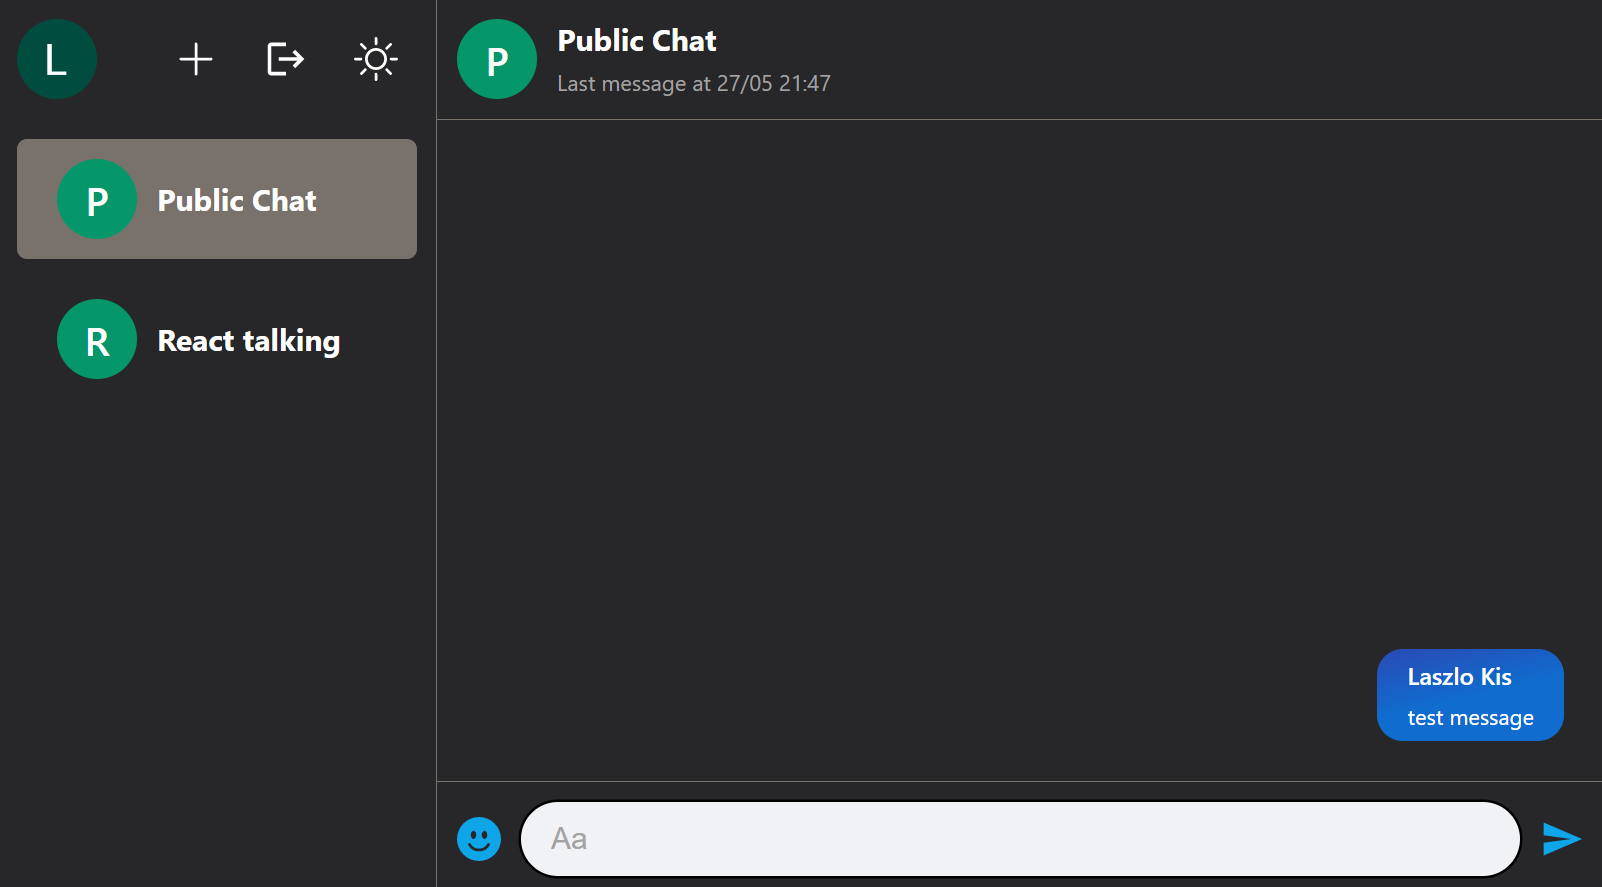 L
P
Public Chat
R
React talking
P
Public Chat
Last message at 27/05 21:47
Laszlo Kis
test message
Aa